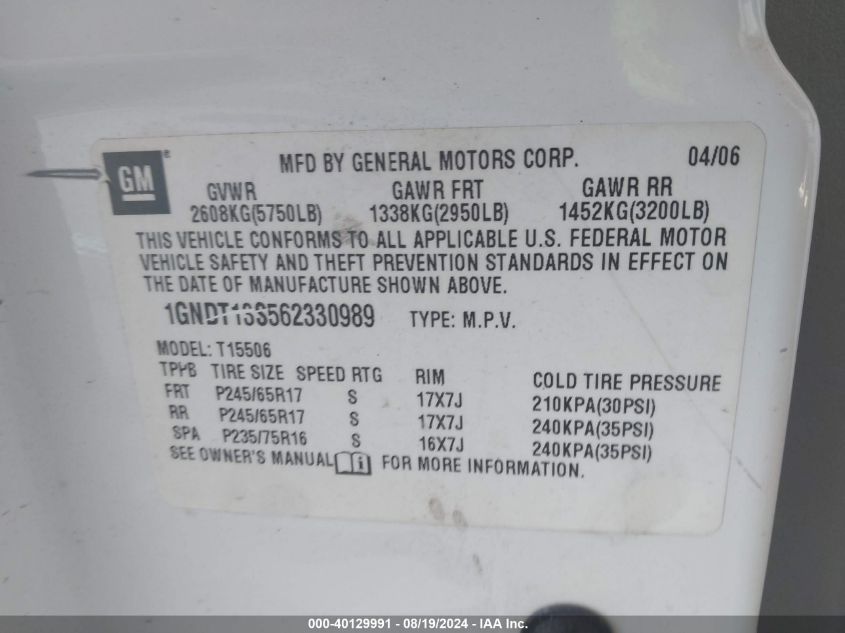 MFD BY GENERAL MOTORS CORP. 04/06
GM ®
GVWR GAWR FRT GAWR RR
2608KG(5750LB) 1338KG(2950LB) 1452KG(3200LB)
THIS VEHICLE CONFORMS TO ALL APPLICABLE U.S. FEDERAL MOTOR
VEHICLE SAFETY AND THEFT PREVENTION STANDARDS IN EFFECT ON
THE DATE OF MANUFACTURE SHOWN ABOVE.
TYPE: M.P.V.
MODEL: T15506
TPPB TIRE SIZE SPEED RTG RIM COLD TIRE PRESSURE
FRT P245/65R17 S 17X7J 210KPA(30PSI)
RR P245/65R17 S 17X7J 240KPA(35PSI)
SPA P235/75R16 S 16X7J 240KPA(35PSI)
SEE OWNER'S MANUAL i FOR MORE INFORMATION.
000-40129991 - 08/19/2024 - IAA Inc.